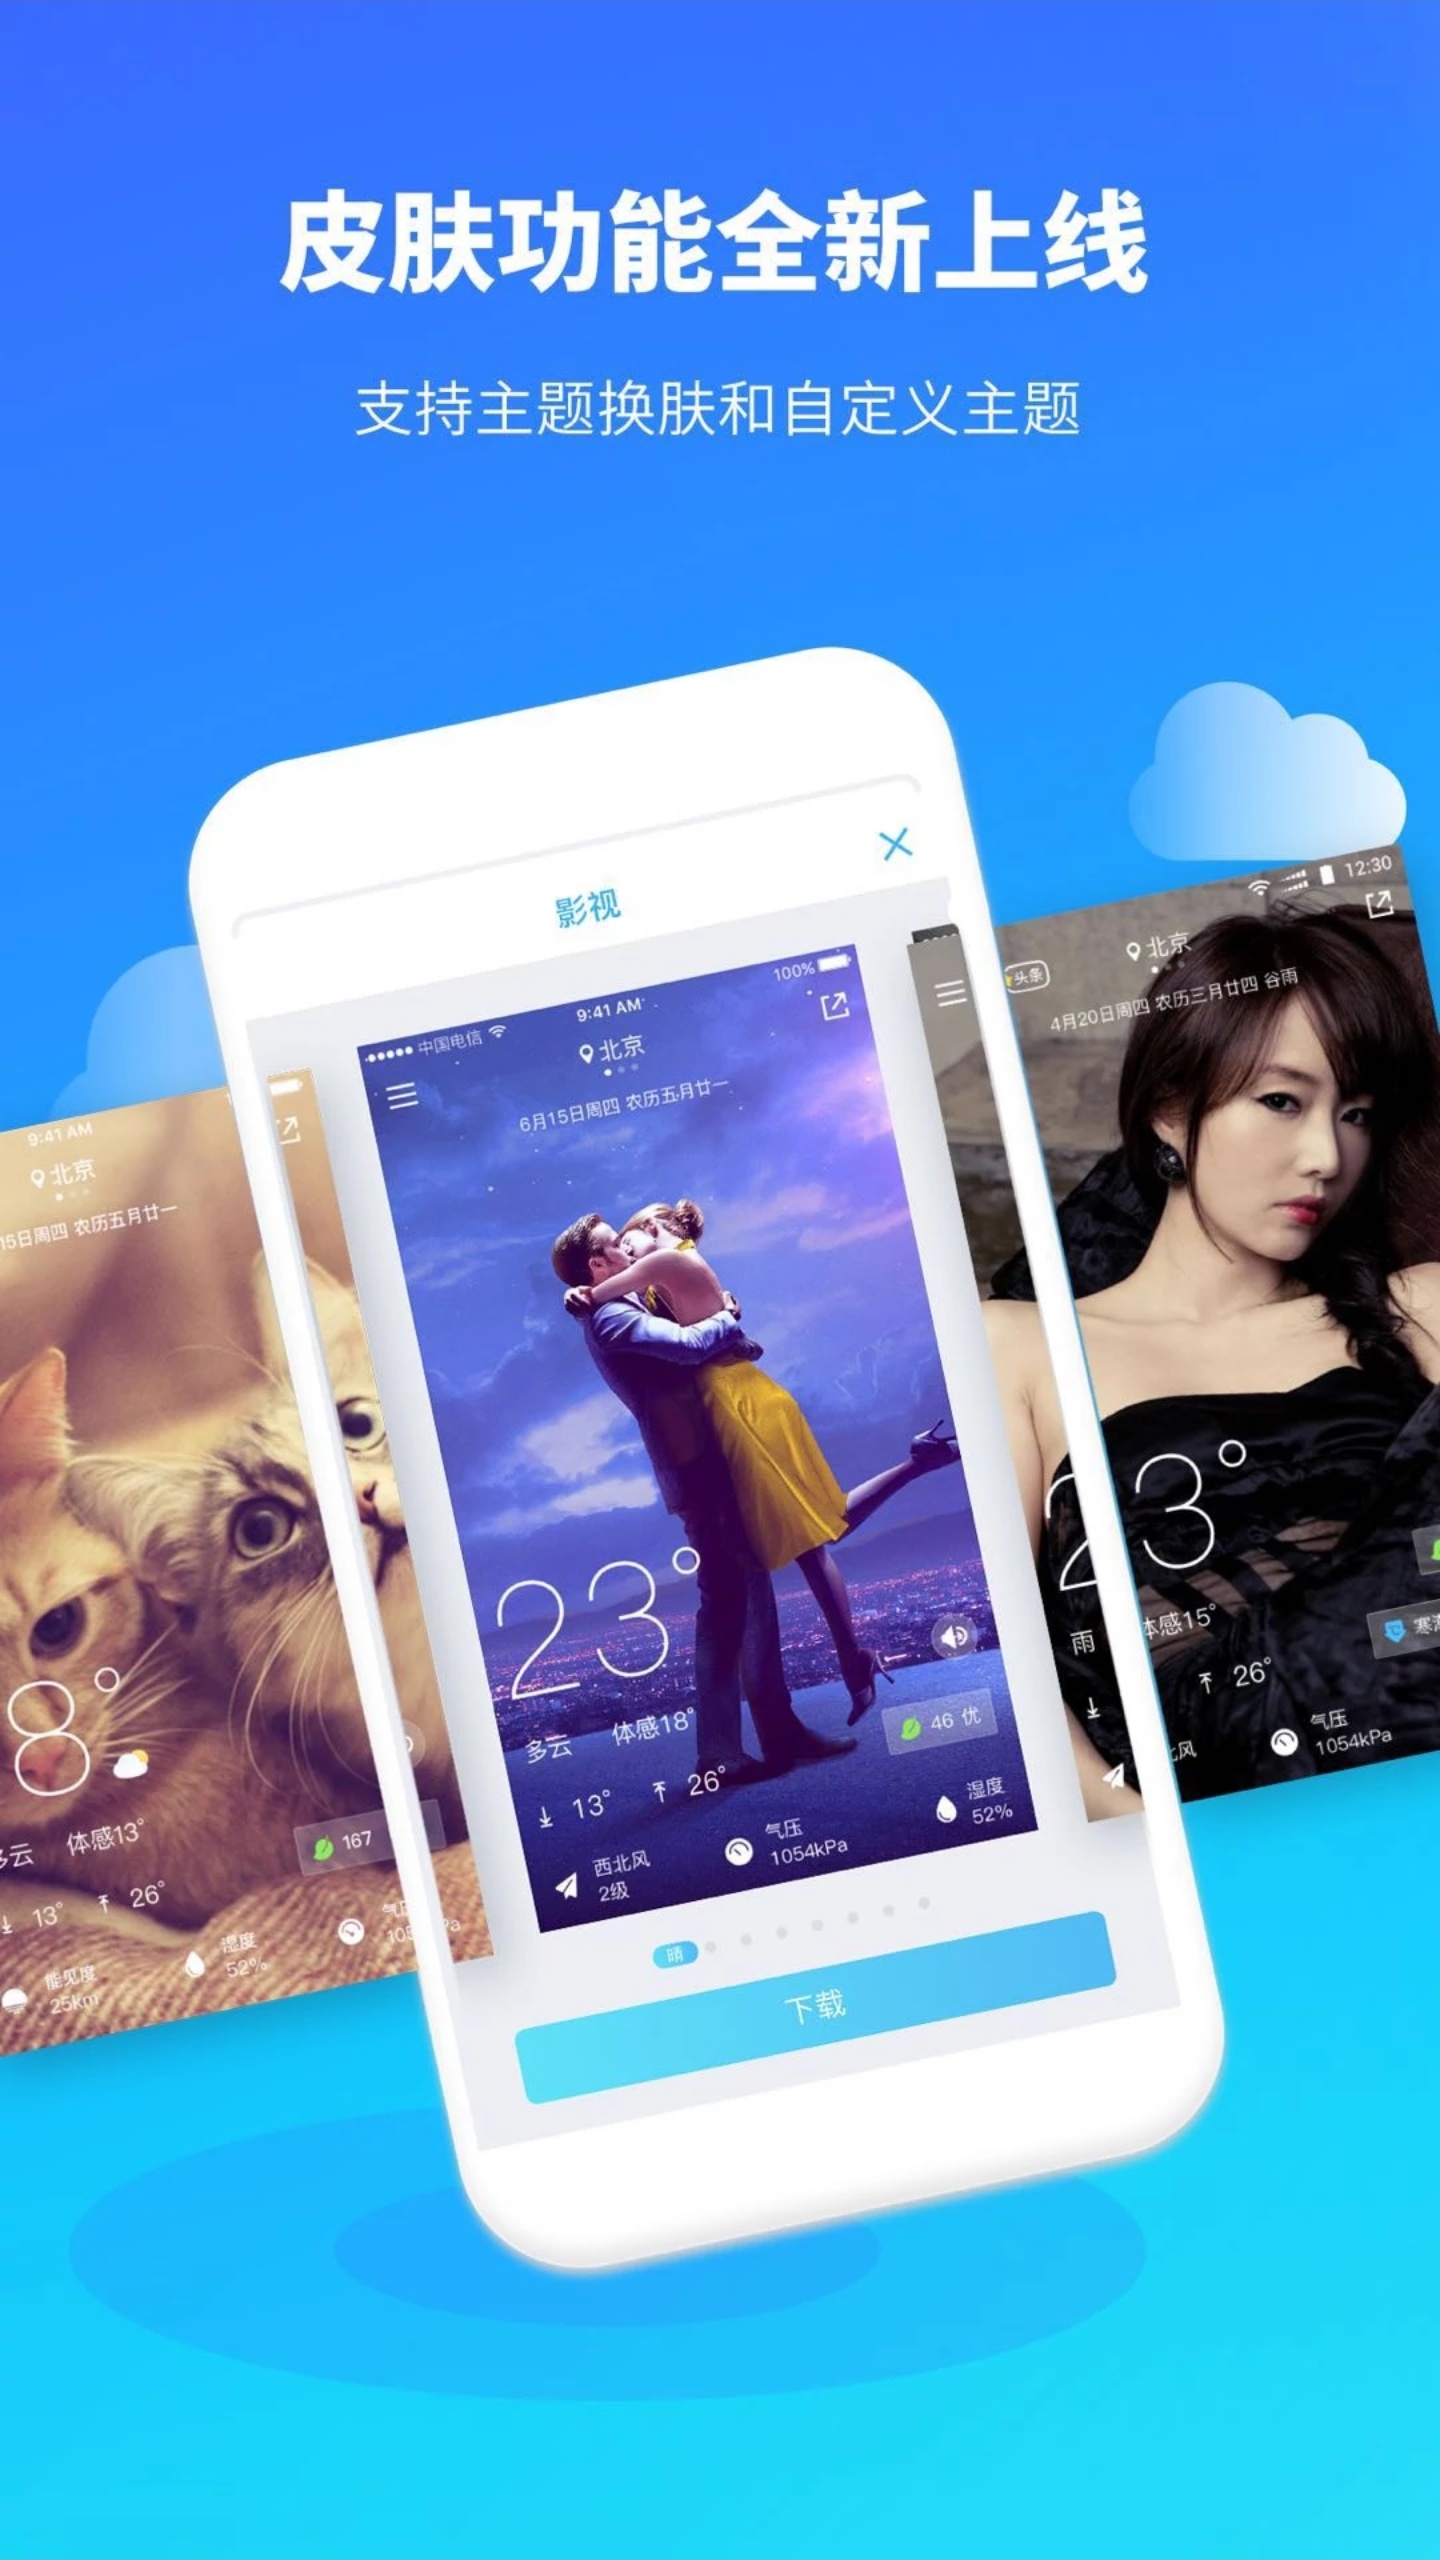 皮肤功能全新上线
支持主题换肤和自定义主题
影视
中国电信
9:41 AM
100%
北京
6月15日周四 农历五月廿一
23°
多云 体感18°
46 优
13° 26°
西北风
2级
气压
1054kPa
湿度
52%
晴
下载
9:41 AM
北京
15日周四 农历五月廿一
8°
多云 体感13°
167
13° 26°
能见度
25km
湿度
52%
气压
12:30
头条
北京
4月20日周四 农历三月廿四 谷雨
23°
雨 体感15°
26°
北风
气压
1054kPa